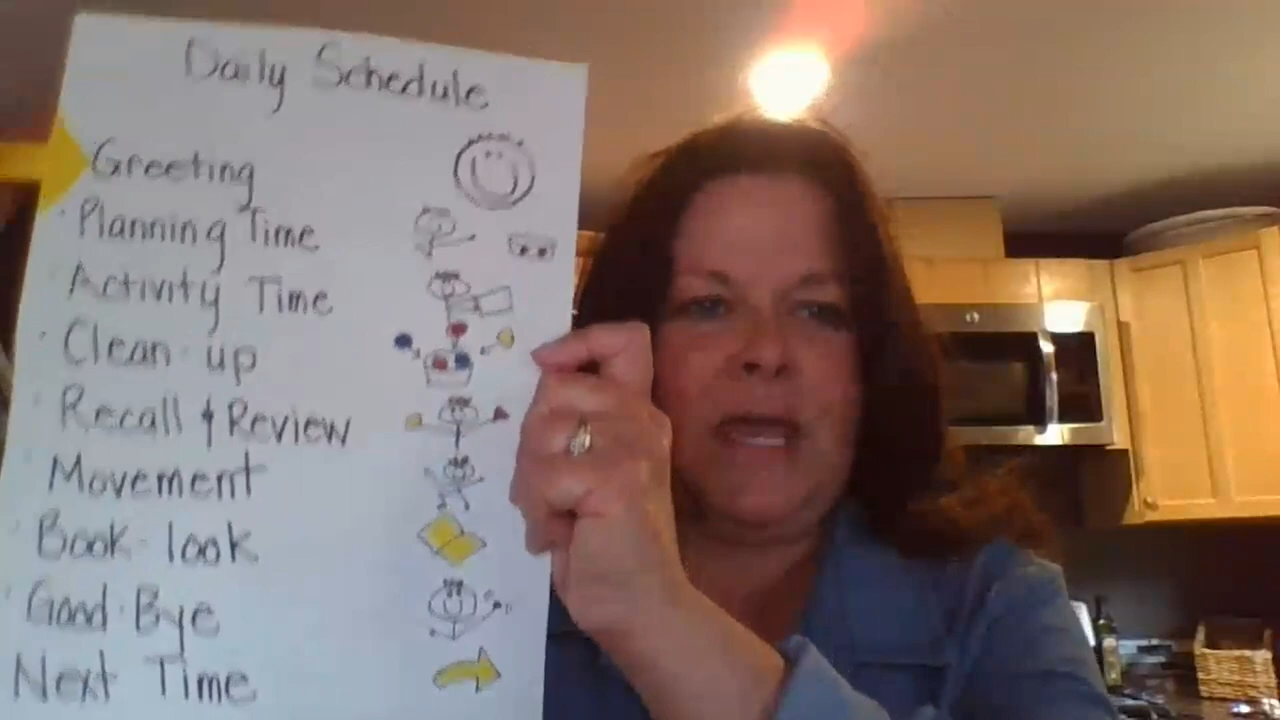 Daily Schedule
Greeting
Planning Time
Activity Time
Clean up
Recall & Review
Movement
Book look
Good Bye
Next Time